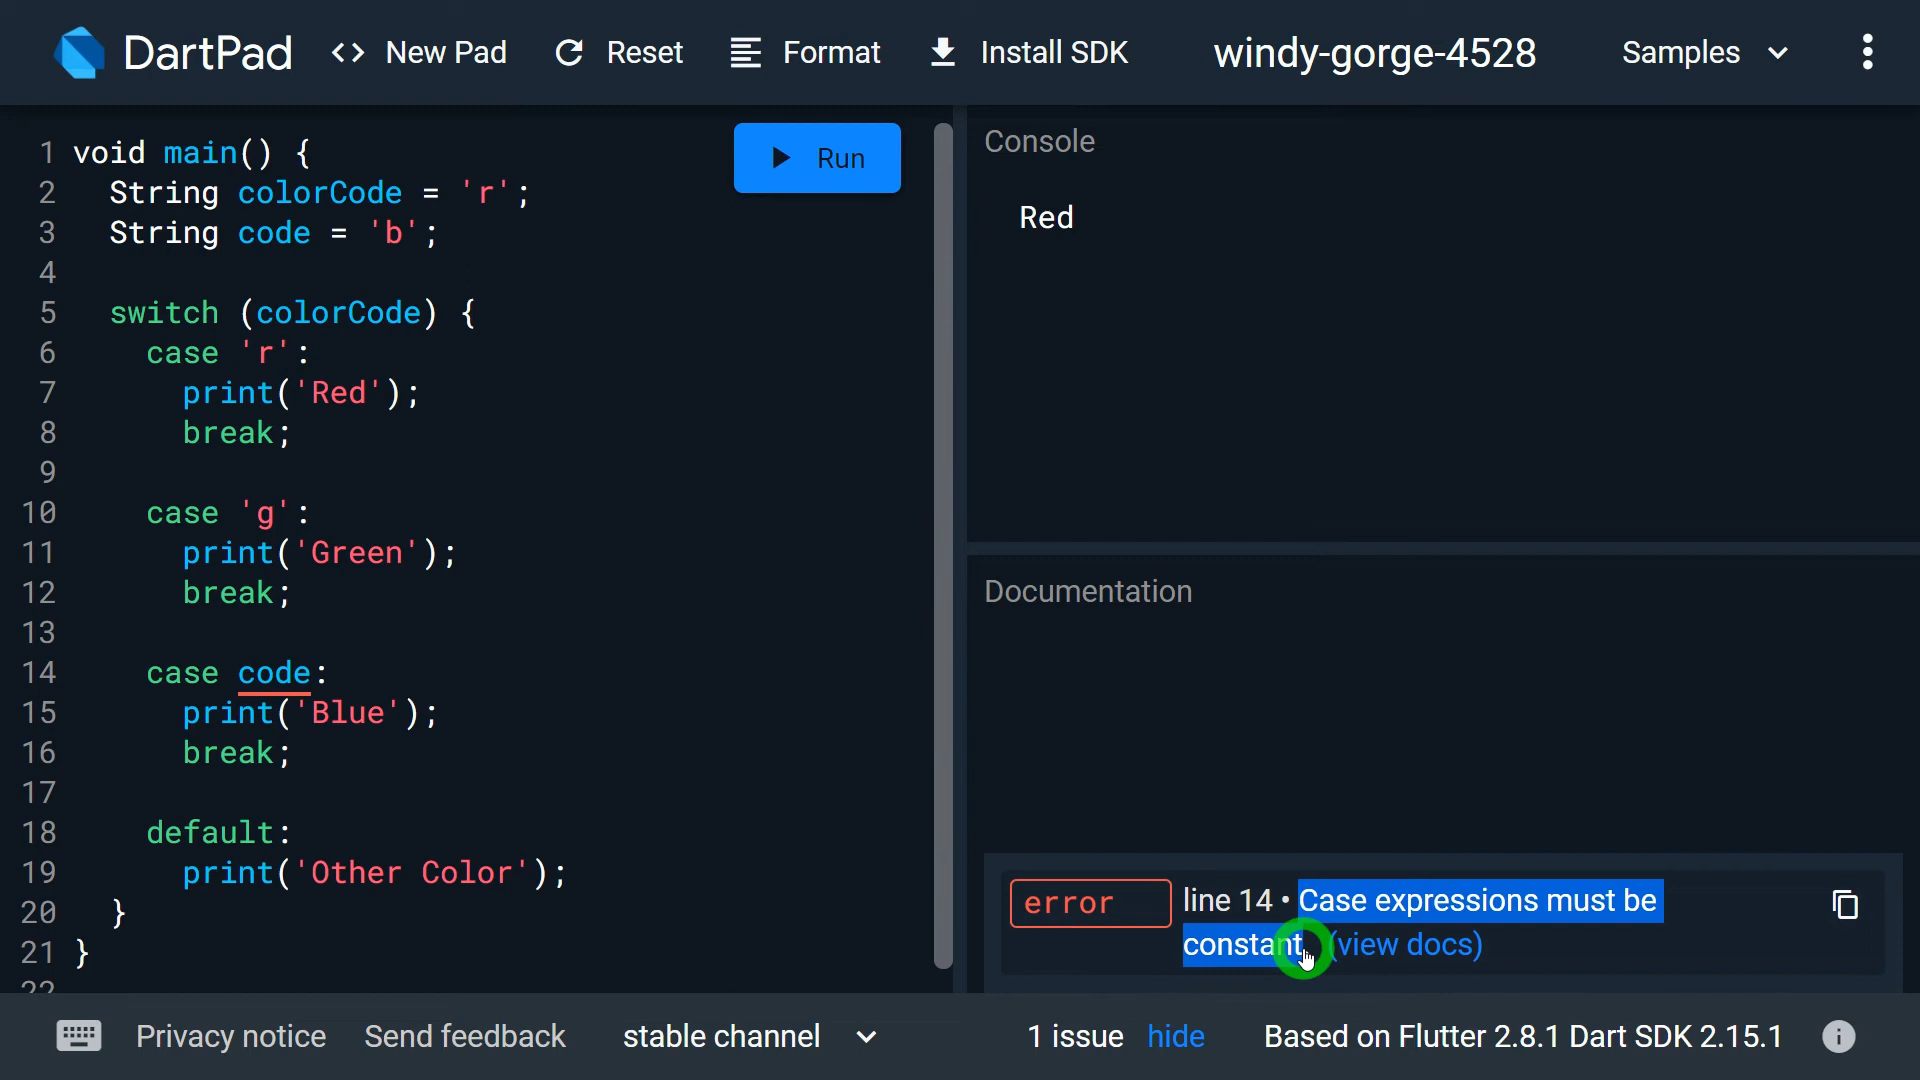 DartPad <> New Pad Reset Format Install SDK windy-gorge-4528 Samples
Run
1 void main() {
2   String colorCode = 'r';
3   String code = 'b';
4
5   switch (colorCode) {
6     case 'r':
7       print('Red');
8       break;
9
10     case 'g':
11       print('Green');
12       break;
13
14     case code:
15       print('Blue');
16       break;
17
18     default:
19       print('Other Color');
20   }
21 }
22
Console
Red
Documentation
error line 14 • Case expressions must be
constant. (view docs)
Privacy notice Send feedback stable channel 1 issue hide Based on Flutter 2.8.1 Dart SDK 2.15.1